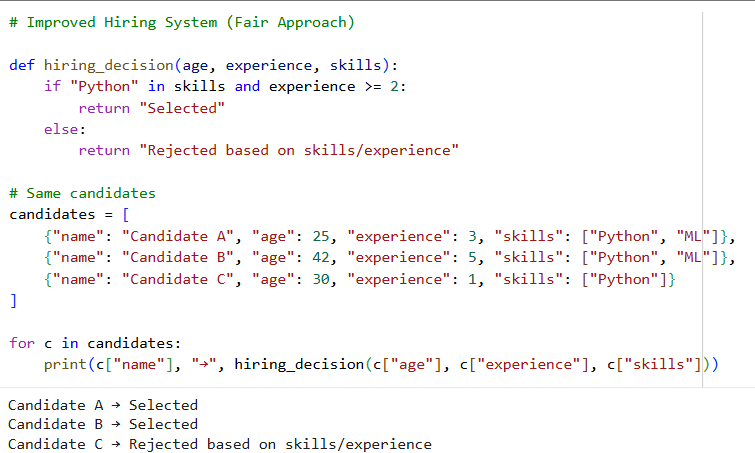 # Improved Hiring System (Fair Approach)

def hiring_decision(age, experience, skills):
    if "Python" in skills and experience >= 2:
        return "Selected"
    else:
        return "Rejected based on skills/experience"

# Same candidates
candidates = [
    {"name": "Candidate A", "age": 25, "experience": 3, "skills": ["Python", "ML"]},
    {"name": "Candidate B", "age": 42, "experience": 5, "skills": ["Python", "ML"]},
    {"name": "Candidate C", "age": 30, "experience": 1, "skills": ["Python"]}
]

for c in candidates:
    print(c["name"], "→", hiring_decision(c["age"], c["experience"], c["skills"]))
Candidate A → Selected
Candidate B → Selected
Candidate C → Rejected based on skills/experience